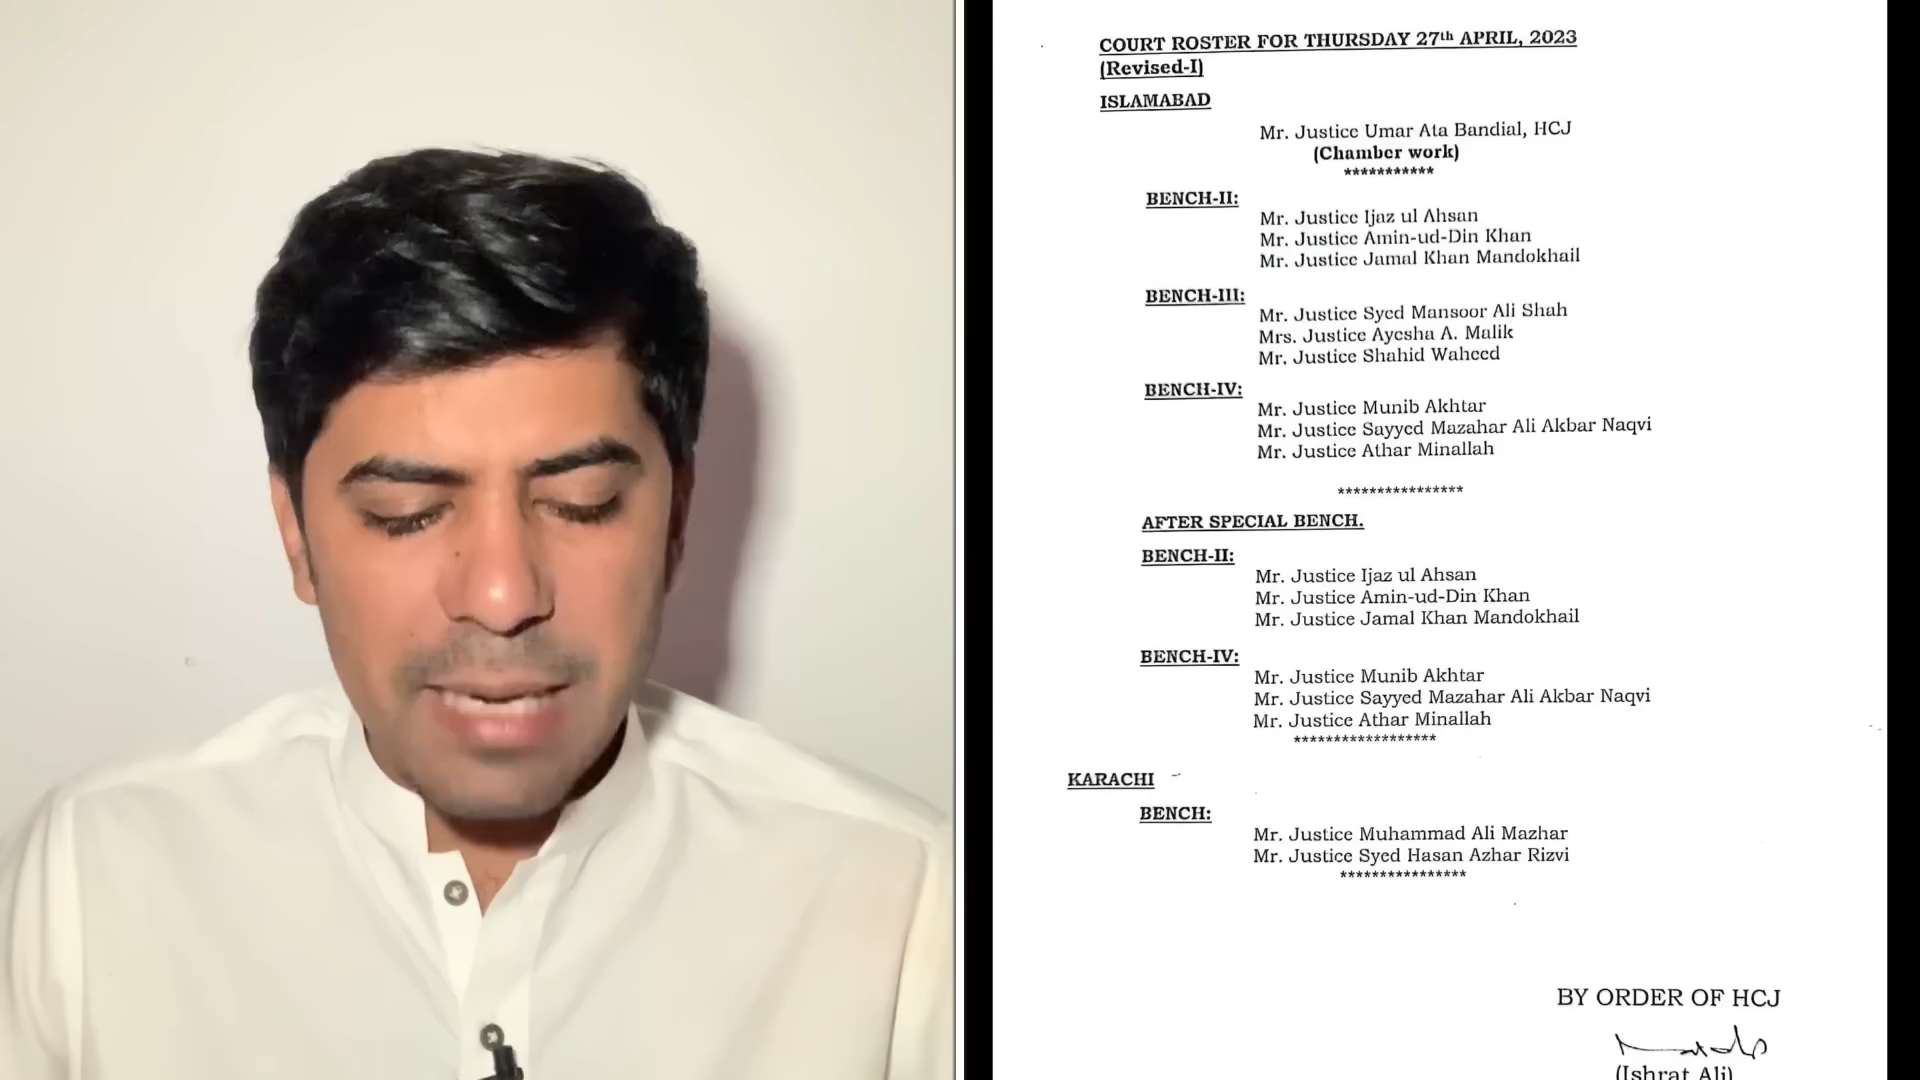 COURT ROSTER FOR THURSDAY 27th APRIL, 2023
(Revised-I)
ISLAMABAD
Mr. Justice Umar Ata Bandial, HCJ
(Chamber work)
***********
BENCH-II:
Mr. Justice Ijaz ul Ahsan
Mr. Justice Amin-ud-Din Khan
Mr. Justice Jamal Khan Mandokhail
BENCH-III:
Mr. Justice Syed Mansoor Ali Shah
Mrs. Justice Ayesha A. Malik
Mr. Justice Shahid Waheed
BENCH-IV:
Mr. Justice Munib Akhtar
Mr. Justice Sayyed Mazahar Ali Akbar Naqvi
Mr. Justice Athar Minallah
****************
AFTER SPECIAL BENCH.
BENCH-II:
Mr. Justice Ijaz ul Ahsan
Mr. Justice Amin-ud-Din Khan
Mr. Justice Jamal Khan Mandokhail
BENCH-IV:
Mr. Justice Munib Akhtar
Mr. Justice Sayyed Mazahar Ali Akbar Naqvi
Mr. Justice Athar Minallah
******************
KARACHI
BENCH:
Mr. Justice Muhammad Ali Mazhar
Mr. Justice Syed Hasan Azhar Rizvi
****************
BY ORDER OF HCJ
(Ishrat Ali)